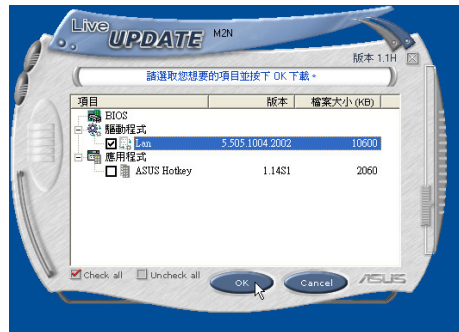 Live UPDATE M2N
版本 1.1H
請選取您想要的項目並按下 OK 下載。
項目 版本 檔案大小 (KB)
BIOS
驅動程式
Lan 5.505.1004.2002 10600
應用程式
ASUS Hotkey 1.14S1 2060
Check all Uncheck all OK Cancel ASUS